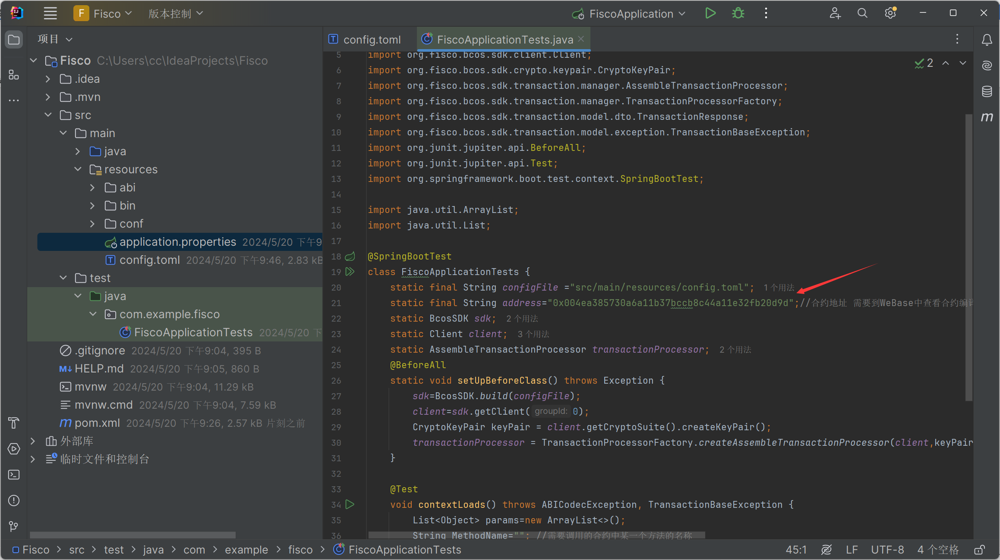 F Fisco 版本控制 FiscoApplication
项目
Fisco C:\Users\cc\IdeaProjects\Fisco
.idea
.mvn
src
main
java
resources
abi
bin
conf
application.properties 2024/5/20 下午9
config.toml 2024/5/20 下午9:46, 2.83 kB
test
java
com.example.fisco
FiscoApplicationTests 2024/5/20 下
.gitignore 2024/5/20 下午9:04, 395 B
HELP.md 2024/5/20 下午9:05, 860 B
mvnw 2024/5/20 下午9:04, 11.29 kB
mvnw.cmd 2024/5/20 下午9:04, 7.59 kB
pom.xml 2024/5/20 下午9:26, 2.57 kB 片刻之前
外部库
临时文件和控制台
config.toml FiscoApplicationTests.java
2
5 import org.fisco.bcos.sdk.client.Client;
6 import org.fisco.bcos.sdk.crypto.keypair.CryptoKeyPair;
7 import org.fisco.bcos.sdk.transaction.manager.AssembleTransactionProcessor;
8 import org.fisco.bcos.sdk.transaction.manager.TransactionProcessorFactory;
9 import org.fisco.bcos.sdk.transaction.model.dto.TransactionResponse;
10 import org.fisco.bcos.sdk.transaction.model.exception.TransactionBaseException;
11 import org.junit.jupiter.api.BeforeAll;
12 import org.junit.jupiter.api.Test;
13 import org.springframework.boot.test.context.SpringBootTest;
14
15 import java.util.ArrayList;
16 import java.util.List;
17
18 @SpringBootTest
19 class FiscoApplicationTests {
20 static final String configFile ="src/main/resources/config.toml"; 1 个用法
21 static final String address="0x004ea385730a6a11b37bccb8c44a11e32fb20d9d";//合约地址 需要到WeBase中查看合约编译
22 static BcosSDK sdk; 2 个用法
23 static Client client; 3 个用法
24 static AssembleTransactionProcessor transactionProcessor; 2 个用法
25 @BeforeAll
26 static void setUpBeforeClass() throws Exception {
27 sdk=BcosSDK.build(configFile);
28 client=sdk.getClient( groupId: 0);
29 CryptoKeyPair keyPair = client.getCryptoSuite().createKeyPair();
30 transactionProcessor = TransactionProcessorFactory.createAssembleTransactionProcessor(client,keyPair
31 }
32
33 @Test
34 void contextLoads() throws ABICodecException, TransactionBaseException {
35 List<Object> params=new ArrayList<>();
36 String MethodName=""; //需要调用的合约中某一个方法的名称
Fisco > src > test > java > com > example > fisco > FiscoApplicationTests 45:1 LF UTF-8 4 个空格